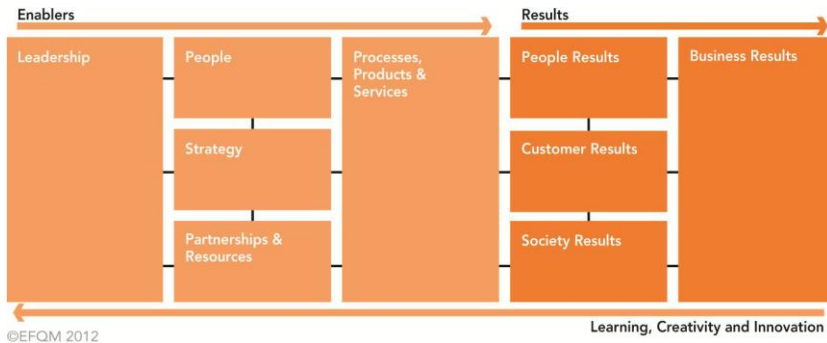 Enablers
Results
Leadership
People
Processes,
Products &
Services
People Results
Business Results
Strategy
Customer Results
Partnerships &
Resources
Society Results
Learning, Creativity and Innovation
©EFQM 2012